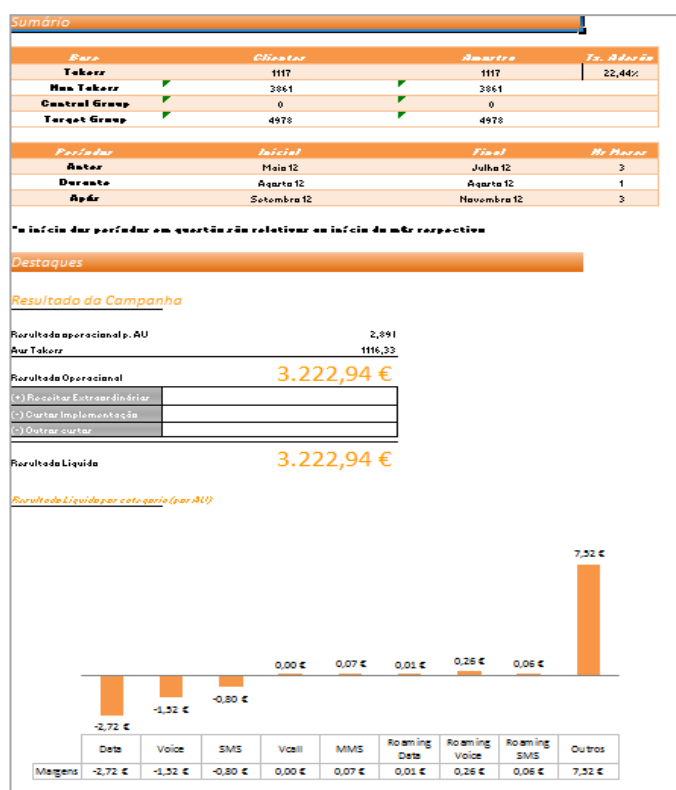 Sumário
Base Clientes Amostra Tx. Adesão
Takers 1117 1117 22,44%
Non Takers 3861 3861
Control Group 0 0
Target Group 4978 4978
Períodos Inicial Final Nr Meses
Antes Maio 12 Julho 12 3
Durante Agosto 12 Agosto 12 1
Após Setembro 12 Novembro 12 3
*o início dos períodos em questão são relativos ao início do mês respectivo
Destaques
Resultado da Campanha
Resultado operacional p. AU 2,891
Aus Takers 1116,33
Resultado Operacional 3.222,94 €
(+) Receitas Extraordinárias
(-) Custos Implementação
(-) Outros custos
Resultado Liquido 3.222,94 €
Resultado Liquido por categoria (por AU)
7,52 €
0,00 € 0,07 € 0,01 € 0,26 € 0,06 €
-0,80 €
-1,52 €
-2,72 €
Data Voice SMS Vcall MMS Roaming Data Roaming Voice Roaming SMS Outros
Margens -2,72 € -1,52 € -0,80 € 0,00 € 0,07 € 0,01 € 0,26 € 0,06 € 7,52 €